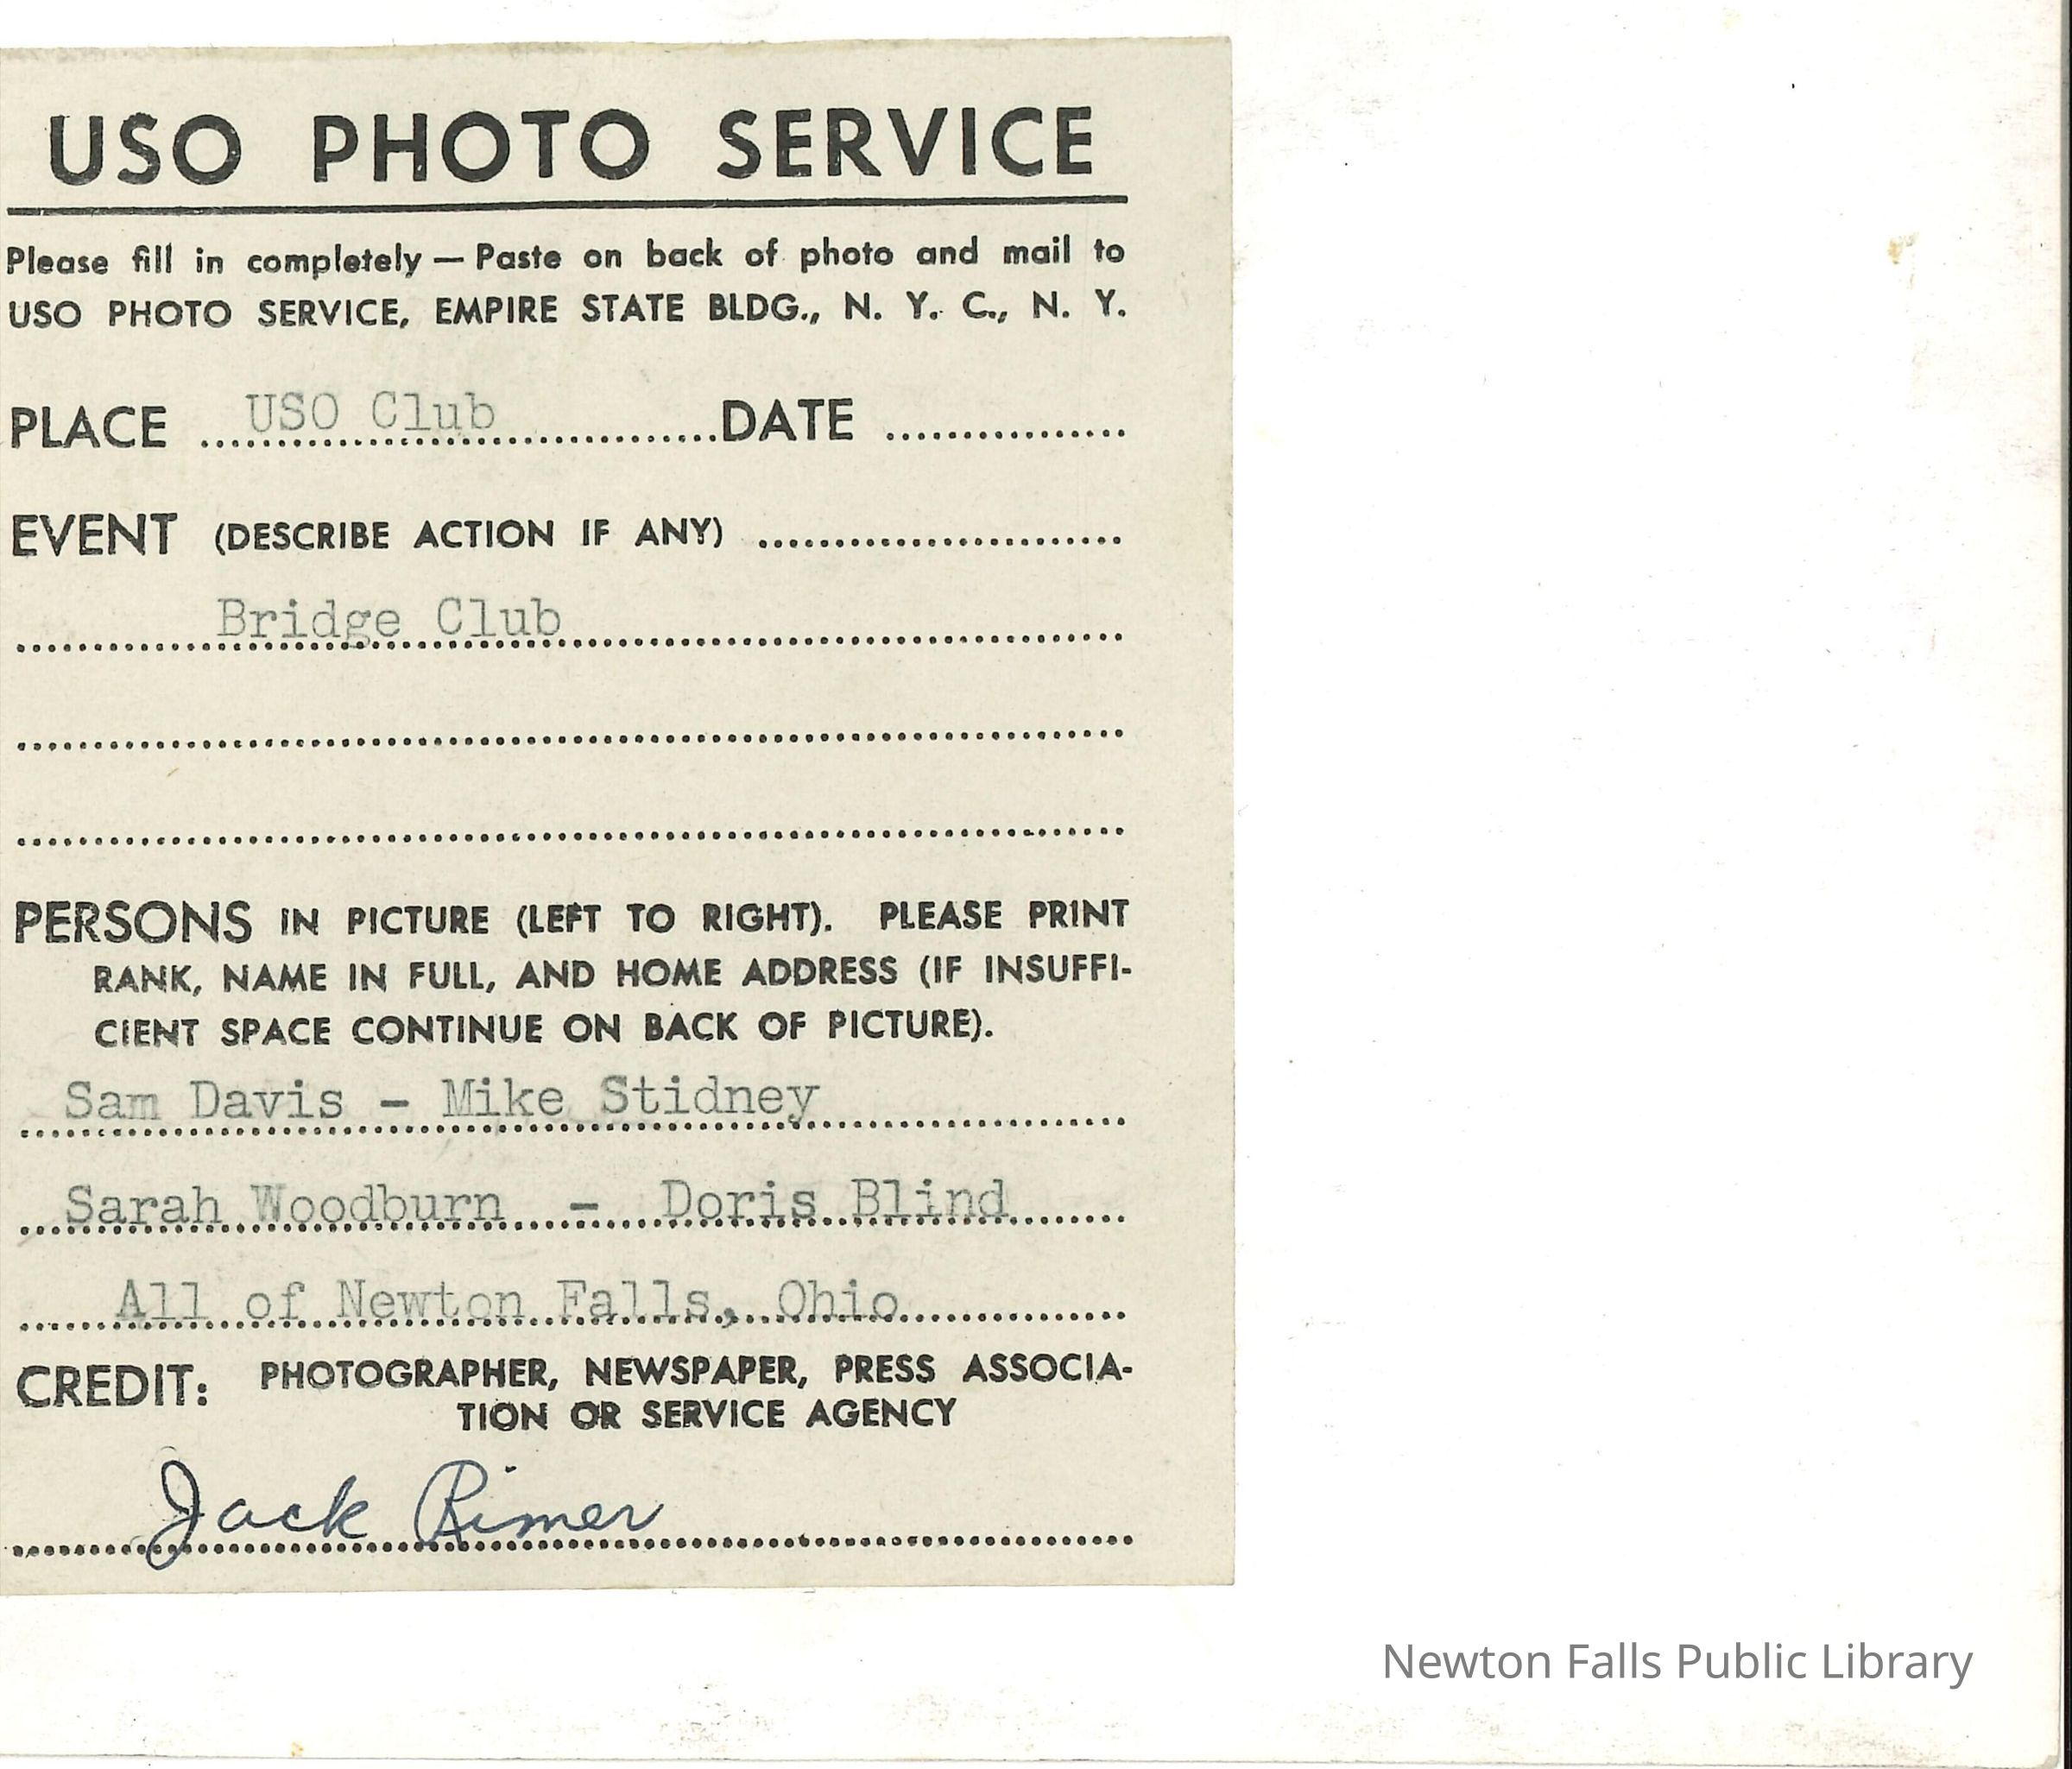 USO PHOTO SERVICE
Please fill in completely — Paste on back of photo and mail to
USO PHOTO SERVICE, EMPIRE STATE BLDG., N. Y. C., N. Y.
PLACE USO Club DATE
EVENT (DESCRIBE ACTION IF ANY)
Bridge Club
PERSONS IN PICTURE (LEFT TO RIGHT). PLEASE PRINT
RANK, NAME IN FULL, AND HOME ADDRESS (IF INSUFFI-
CIENT SPACE CONTINUE ON BACK OF PICTURE).
Sam Davis - Mike Stidney
Sarah Woodburn - Doris Blind
All of Newton Falls, Ohio
CREDIT: PHOTOGRAPHER, NEWSPAPER, PRESS ASSOCIA-
TION OR SERVICE AGENCY
Jack Rimer
Newton Falls Public Library